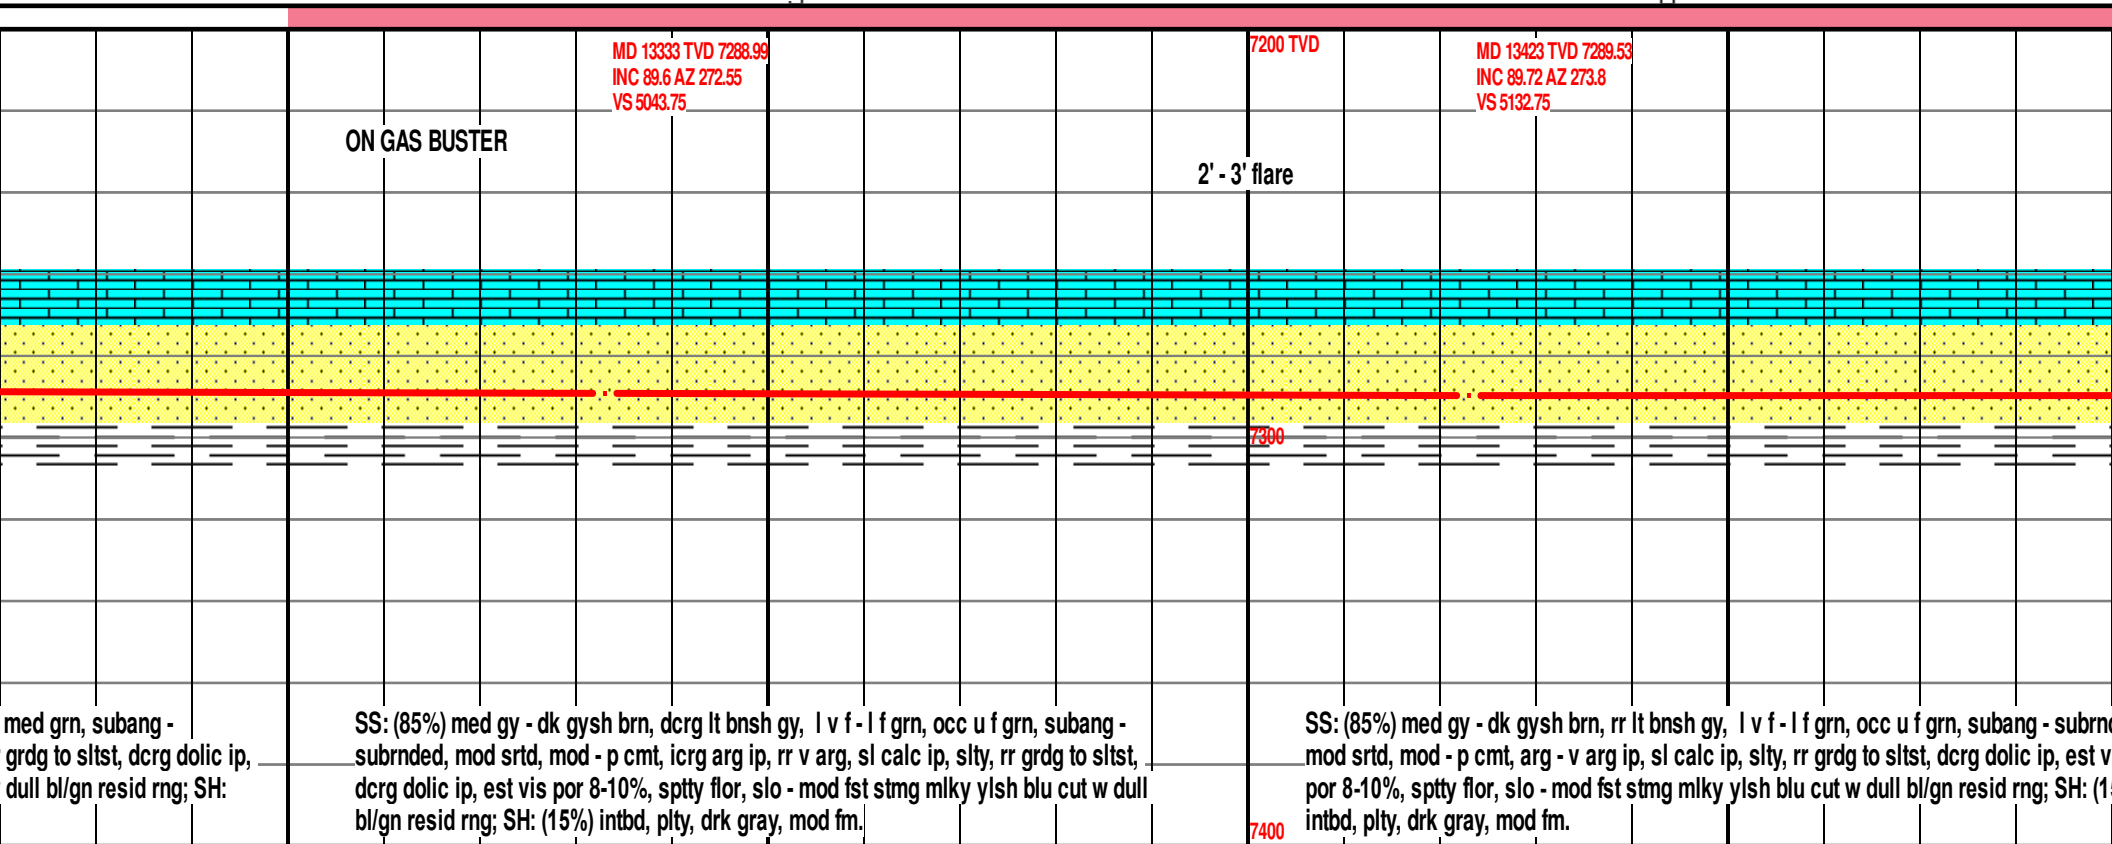 MD 13333 TVD 7288.99
INC 89.6 AZ 272.55
VS 5043.75
7200 TVD
MD 13423 TVD 7289.53
INC 89.72 AZ 273.8
VS 5132.75
ON GAS BUSTER
2' - 3' flare
7300
med grn, subang -
grdg to sltst, dcrg dolic ip,
dull bl/gn resid rng; SH:
SS: (85%) med gy - dk gysh brn, dcrg lt bnsh gy, l v f - l f grn, occ u f grn, subang -
subrnded, mod srtd, mod - p cmt, icrg arg ip, rr v arg, sl calc ip, slty, rr grdg to sltst,
dcrg dolic ip, est vis por 8-10%, sptty flor, slo - mod fst stmg mlky ylsh blu cut w dull
bl/gn resid rng; SH: (15%) intbd, plty, drk gray, mod fm.
7400
SS: (85%) med gy - dk gysh brn, rr lt bnsh gy, l v f - l f grn, occ u f grn, subang -
mod srtd, mod - p cmt, arg - v arg ip, sl calc ip, slty, rr grdg to sltst, dcrg dolic ip, est
por 8-10%, sptty flor, slo - mod fst stmg mlky ylsh blu cut w dull bl/gn resid rng; SH:
intbd, plty, drk gray, mod fm.